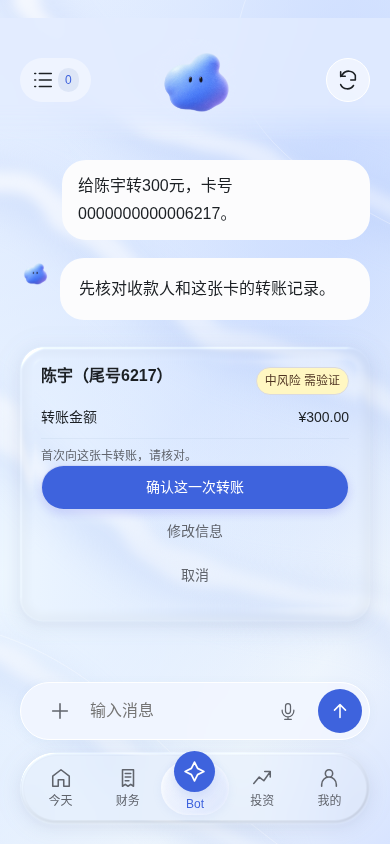 0
给陈宇转300元，卡号
0000000000006217。
先核对收款人和这张卡的转账记录。
陈宇（尾号6217）
中风险 需验证
转账金额
¥300.00
首次向这张卡转账，请核对。
确认这一次转账
修改信息
取消
输入消息
今天
财务
Bot
投资
我的